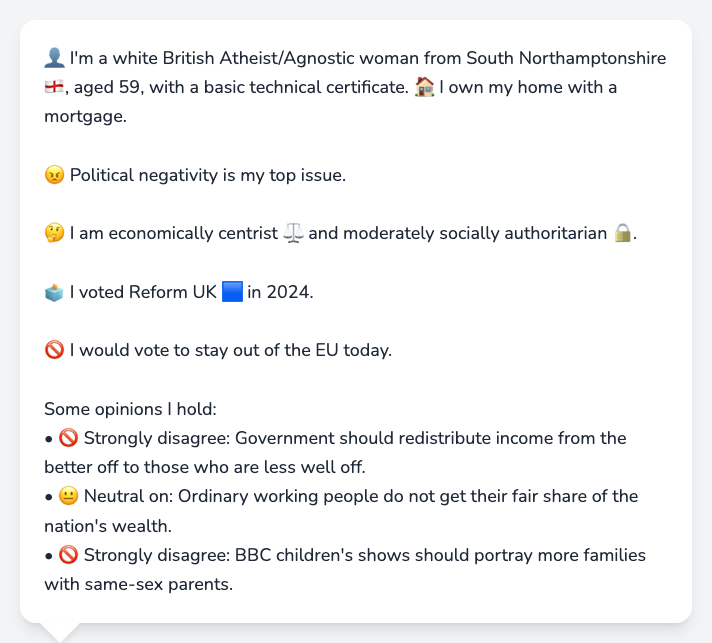 👤 I'm a white British Atheist/Agnostic woman from South Northamptonshire
🏴󠁧󠁢󠁥󠁮󠁧󠁿, aged 59, with a basic technical certificate. 🏠 I own my home with a
mortgage.
😠 Political negativity is my top issue.
🤔 I am economically centrist ⚖️ and moderately socially authoritarian 🔒.
🗳️ I voted Reform UK 🟦 in 2024.
🚫 I would vote to stay out of the EU today.
Some opinions I hold:
• 🚫 Strongly disagree: Government should redistribute income from the
better off to those who are less well off.
• 😐 Neutral on: Ordinary working people do not get their fair share of the
nation's wealth.
• 🚫 Strongly disagree: BBC children's shows should portray more families
with same-sex parents.